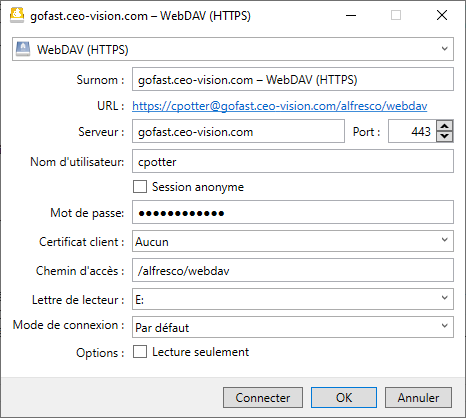 gofast.ceo-vision.com – WebDAV (HTTPS)
WebDAV (HTTPS)
Surnom : gofast.ceo-vision.com – WebDAV (HTTPS)
URL : https://cpotter@gofast.ceo-vision.com/alfresco/webdav
Serveur : gofast.ceo-vision.com Port : 443
Nom d'utilisateur: cpotter
Session anonyme
Mot de passe: ●●●●●●●●●●●●
Certificat client : Aucun
Chemin d'accès : /alfresco/webdav
Lettre de lecteur : E:
Mode de connexion : Par défaut
Options : Lecture seulement
Connecter OK Annuler